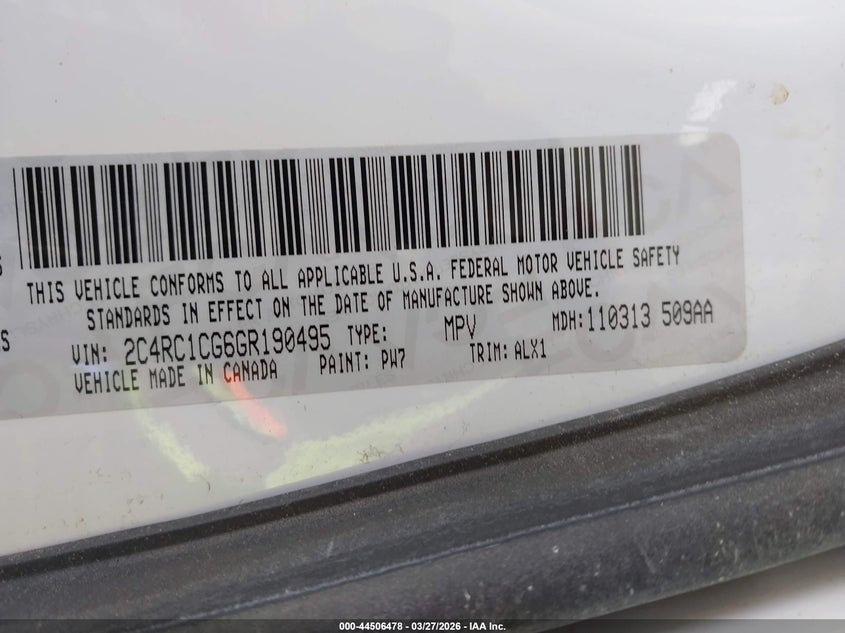 THIS VEHICLE CONFORMS TO ALL APPLICABLE U.S.A. FEDERAL MOTOR VEHICLE SAFETY
STANDARDS IN EFFECT ON THE DATE OF MANUFACTURE SHOWN ABOVE.
VIN: 2C4RC1CG6GR190495 TYPE: MPV MDH:110313 509AA
VEHICLE MADE IN CANADA PAINT: PW7 TRIM: ALX1
000-44506478 - 03/27/2026 - IAA Inc.